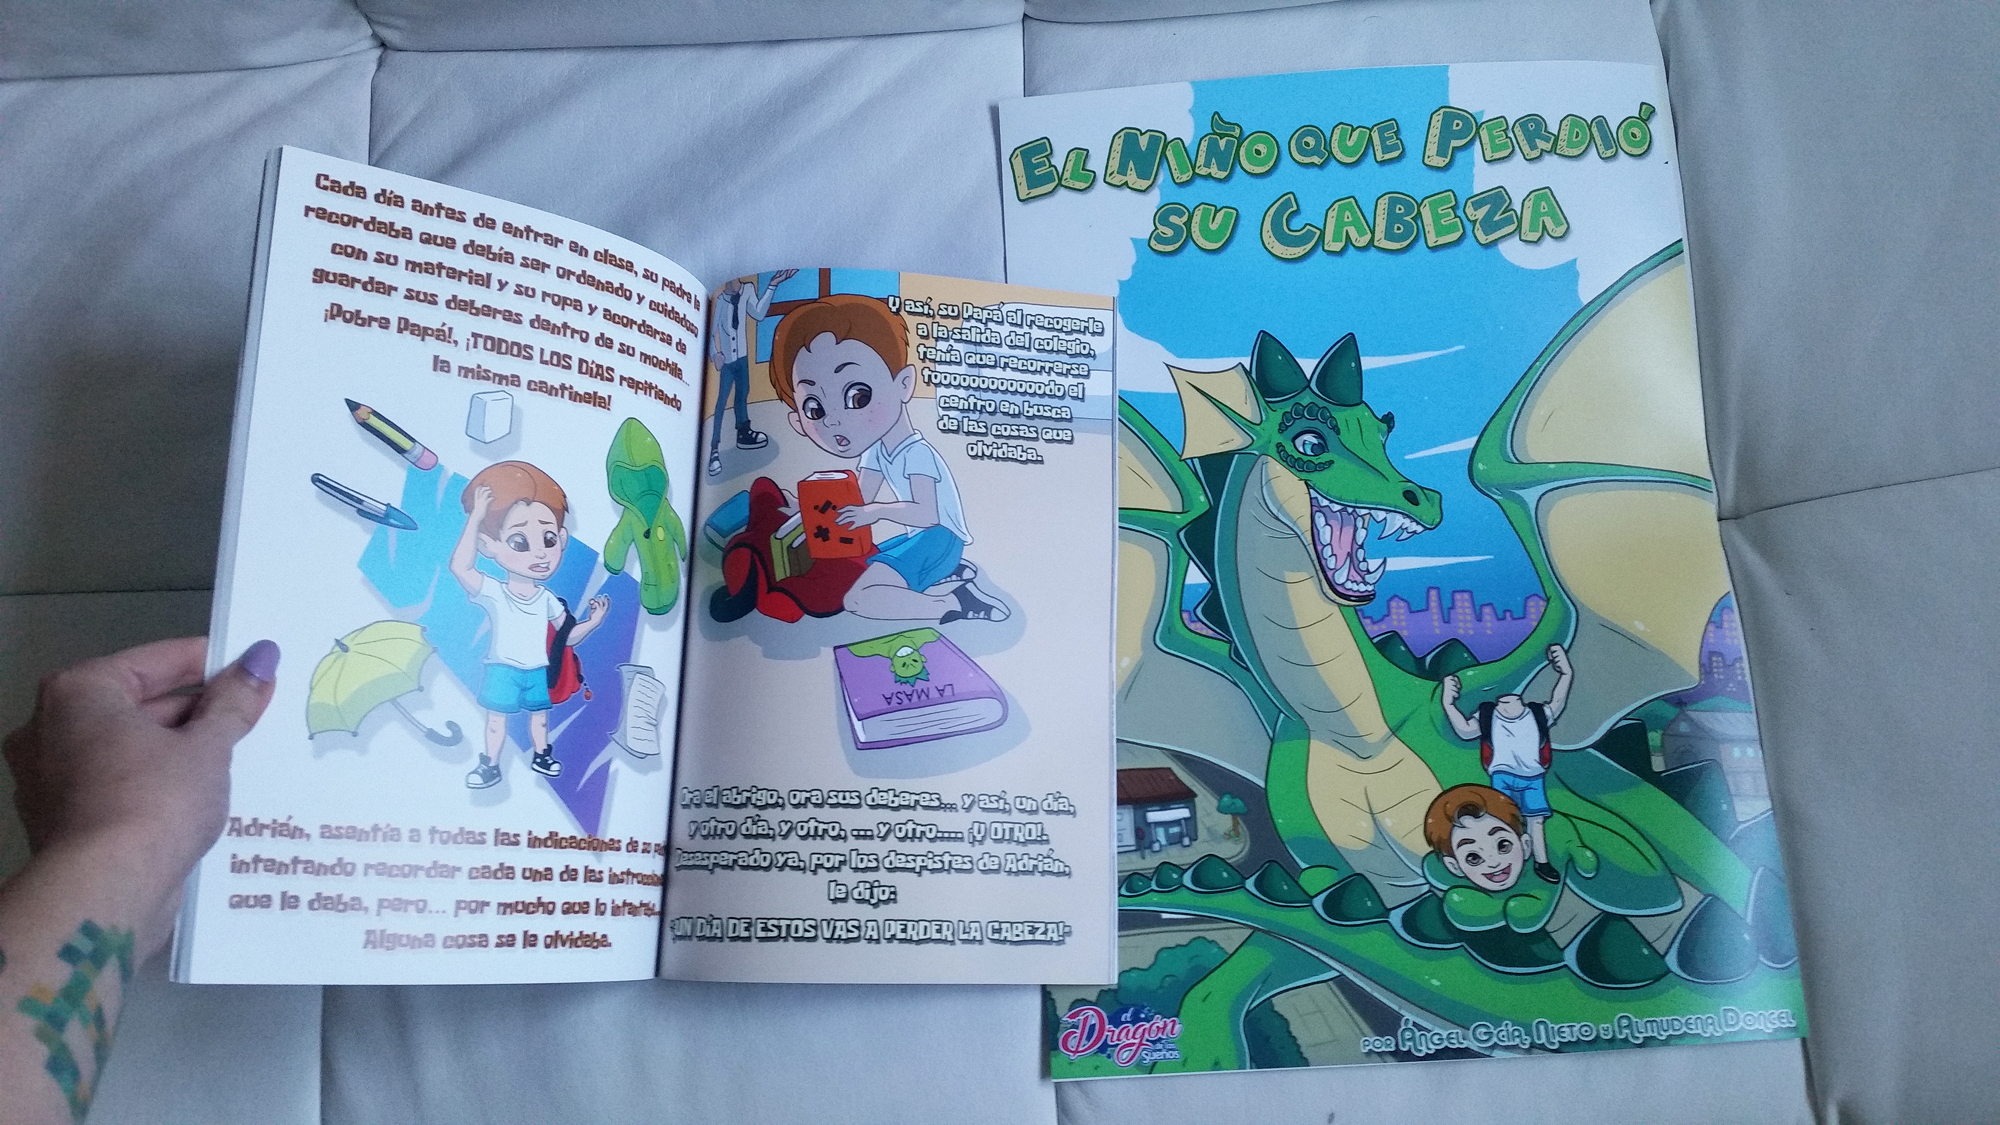 Cada día antes de entrar en clase, su padre le
recordaba que debía ser ordenado y cuidadoso
con su material y su ropa y acordarse de
guardar sus deberes dentro de su mochila...
¡Pobre Papá!, ¡TODOS LOS DÍAS repitiendo
la misma cantinela!
Adrián, asentía a todas las indicaciones de su
intentando recordar cada una de las
que le daba, pero... por mucho que lo
Alguna cosa se le olvidaba.
Y así, su Papá al recogerle
a la salida del colegio,
tenía que recorrerse
toooooooooooodo el
centro en busca
de las cosas que
olvidaba.
LA MASA
Ora el abrigo, ora sus deberes... y así, un día,
y otro día, y otro, ... y otro.... ¡Y OTRO!.
Desesperado ya, por los despistes de Adrián,
le dijo:
"¡UN DÍA DE ESTOS VAS A PERDER LA CABEZA!"
EL NIÑO QUE PERDIÓ
SU CABEZA
el
Dragón
de los
Sueños
POR ÁNGEL GCÍA. NIETO Y ALMUDENA DONCEL